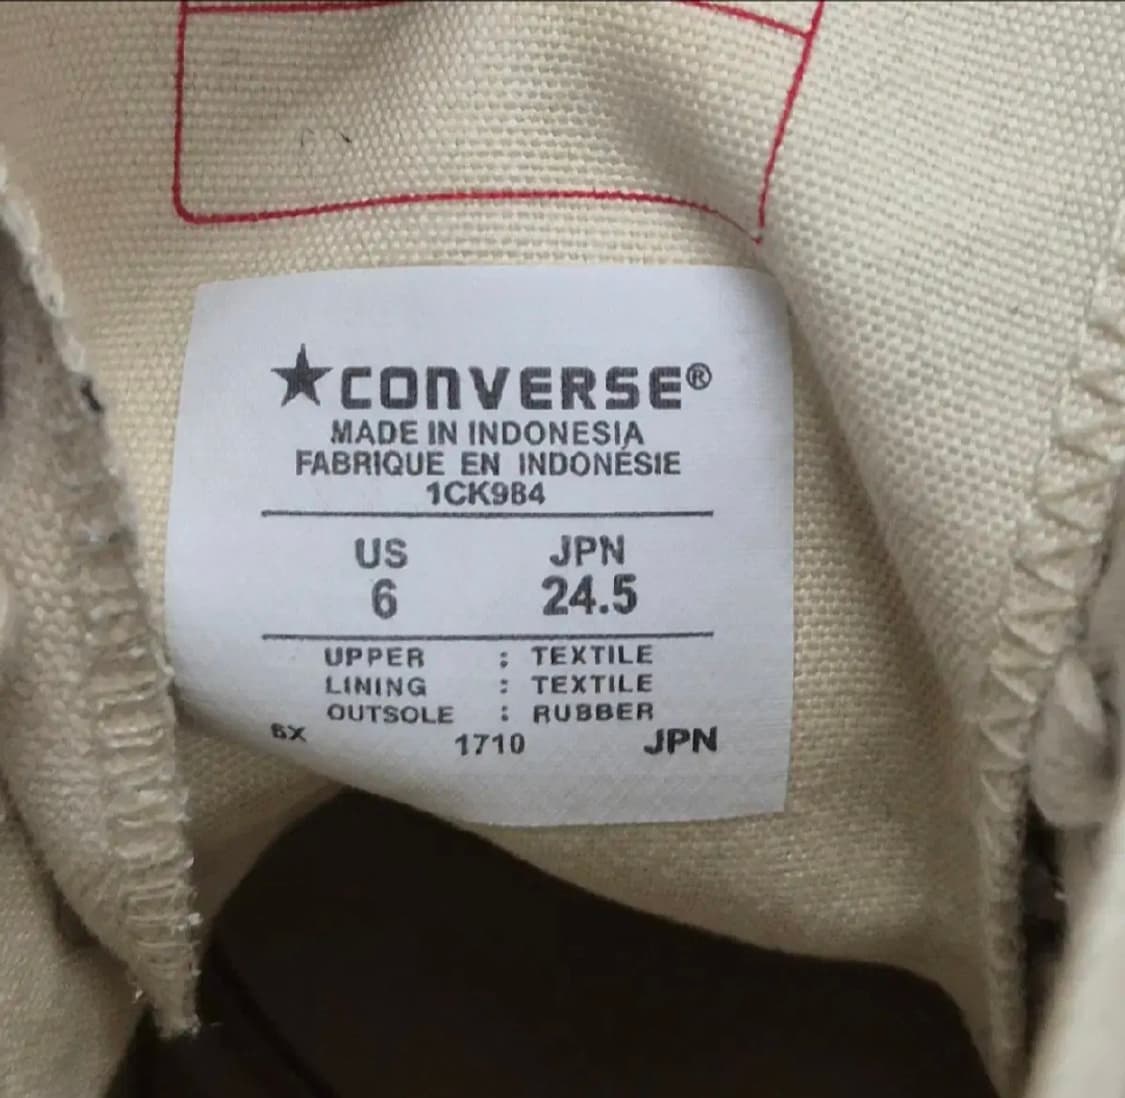 ★CONVERSE®
MADE IN INDONESIA
FABRIQUE EN INDONÉSIE
1CK984
US JPN
6 24.5
UPPER : TEXTILE
LINING : TEXTILE
OUTSOLE : RUBBER
6X 1710 JPN